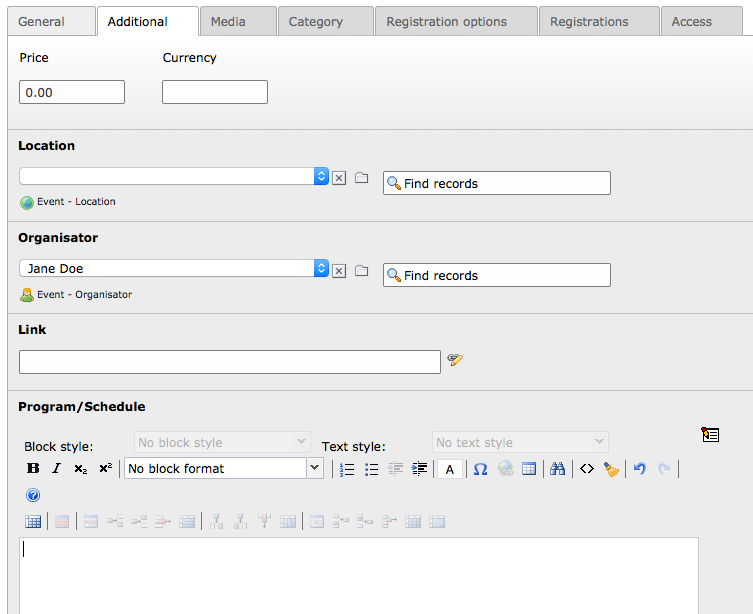 General Additional Media Category Registration options Registrations Access
Price Currency
0.00
Location
Find records
Event - Location
Organisator
Jane Doe Find records
Event - Organisator
Link
Program/Schedule
Block style: No block style Text style: No text style
B I x₂ x² No block format A Ω <>
?